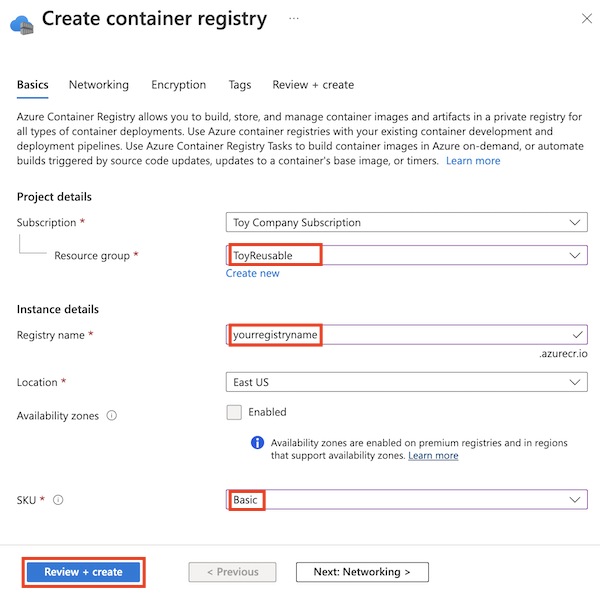 Create container registry ...
Basics Networking Encryption Tags Review + create
Azure Container Registry allows you to build, store, and manage container images and artifacts in a private registry for
all types of container deployments. Use Azure container registries with your existing container development and
deployment pipelines. Use Azure Container Registry Tasks to build container images in Azure on-demand, or automate
builds triggered by source code updates, updates to a container's base image, or timers. Learn more
Project details
Subscription * Toy Company Subscription
Resource group * ToyReusable
Create new
Instance details
Registry name * yourregistryname
.azurecr.io
Location * East US
Availability zones Enabled
Availability zones are enabled on premium registries and in regions
that support availability zones. Learn more
SKU * Basic
Review + create < Previous Next: Networking >